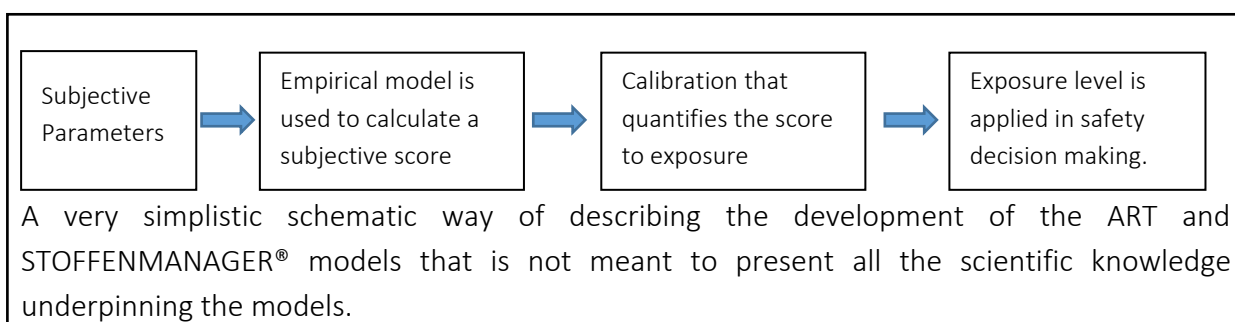 Subjective
Parameters
Empirical model is
used to calculate a
subjective score
Calibration that
quantifies the score
to exposure
Exposure level is
applied in safety
decision making.
A very simplistic schematic way of describing the development of the ART and
STOFFENMANAGER® models that is not meant to present all the scientific knowledge
underpinning the models.